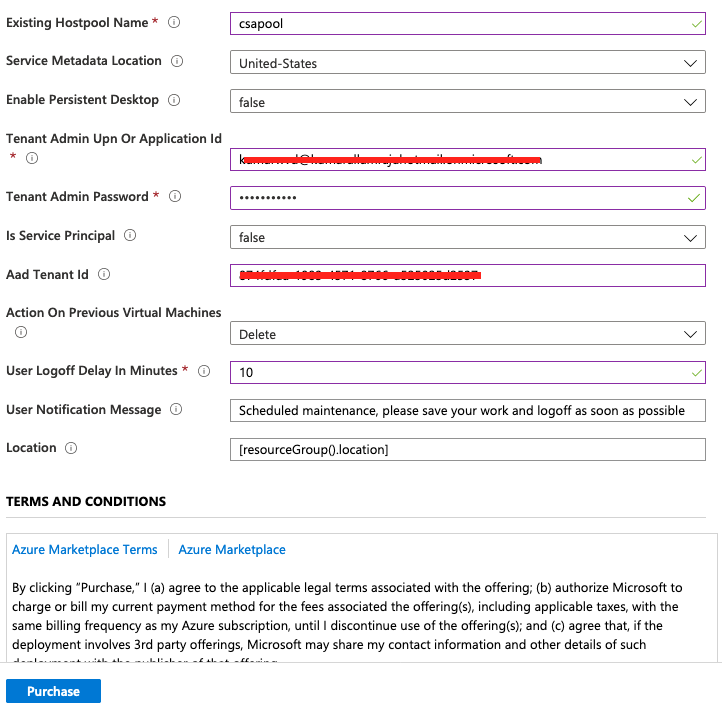 Existing Hostpool Name *
csapool
Service Metadata Location
United-States
Enable Persistent Desktop
false
Tenant Admin Upn Or Application Id
*
Tenant Admin Password *
•••••••••••
Is Service Principal
false
Aad Tenant Id
Action On Previous Virtual Machines
Delete
User Logoff Delay In Minutes *
10
User Notification Message
Scheduled maintenance, please save your work and logoff as soon as possible
Location
[resourceGroup().location]
TERMS AND CONDITIONS
Azure Marketplace Terms
Azure Marketplace
By clicking "Purchase," I (a) agree to the applicable legal terms associated with the offering; (b) authorize Microsoft to
charge or bill my current payment method for the fees associated the offering(s), including applicable taxes, with the
same billing frequency as my Azure subscription, until I discontinue use of the offering(s); and (c) agree that, if the
deployment involves 3rd party offerings, Microsoft may share my contact information and other details of such
deployment with the publisher of that offering.
Purchase